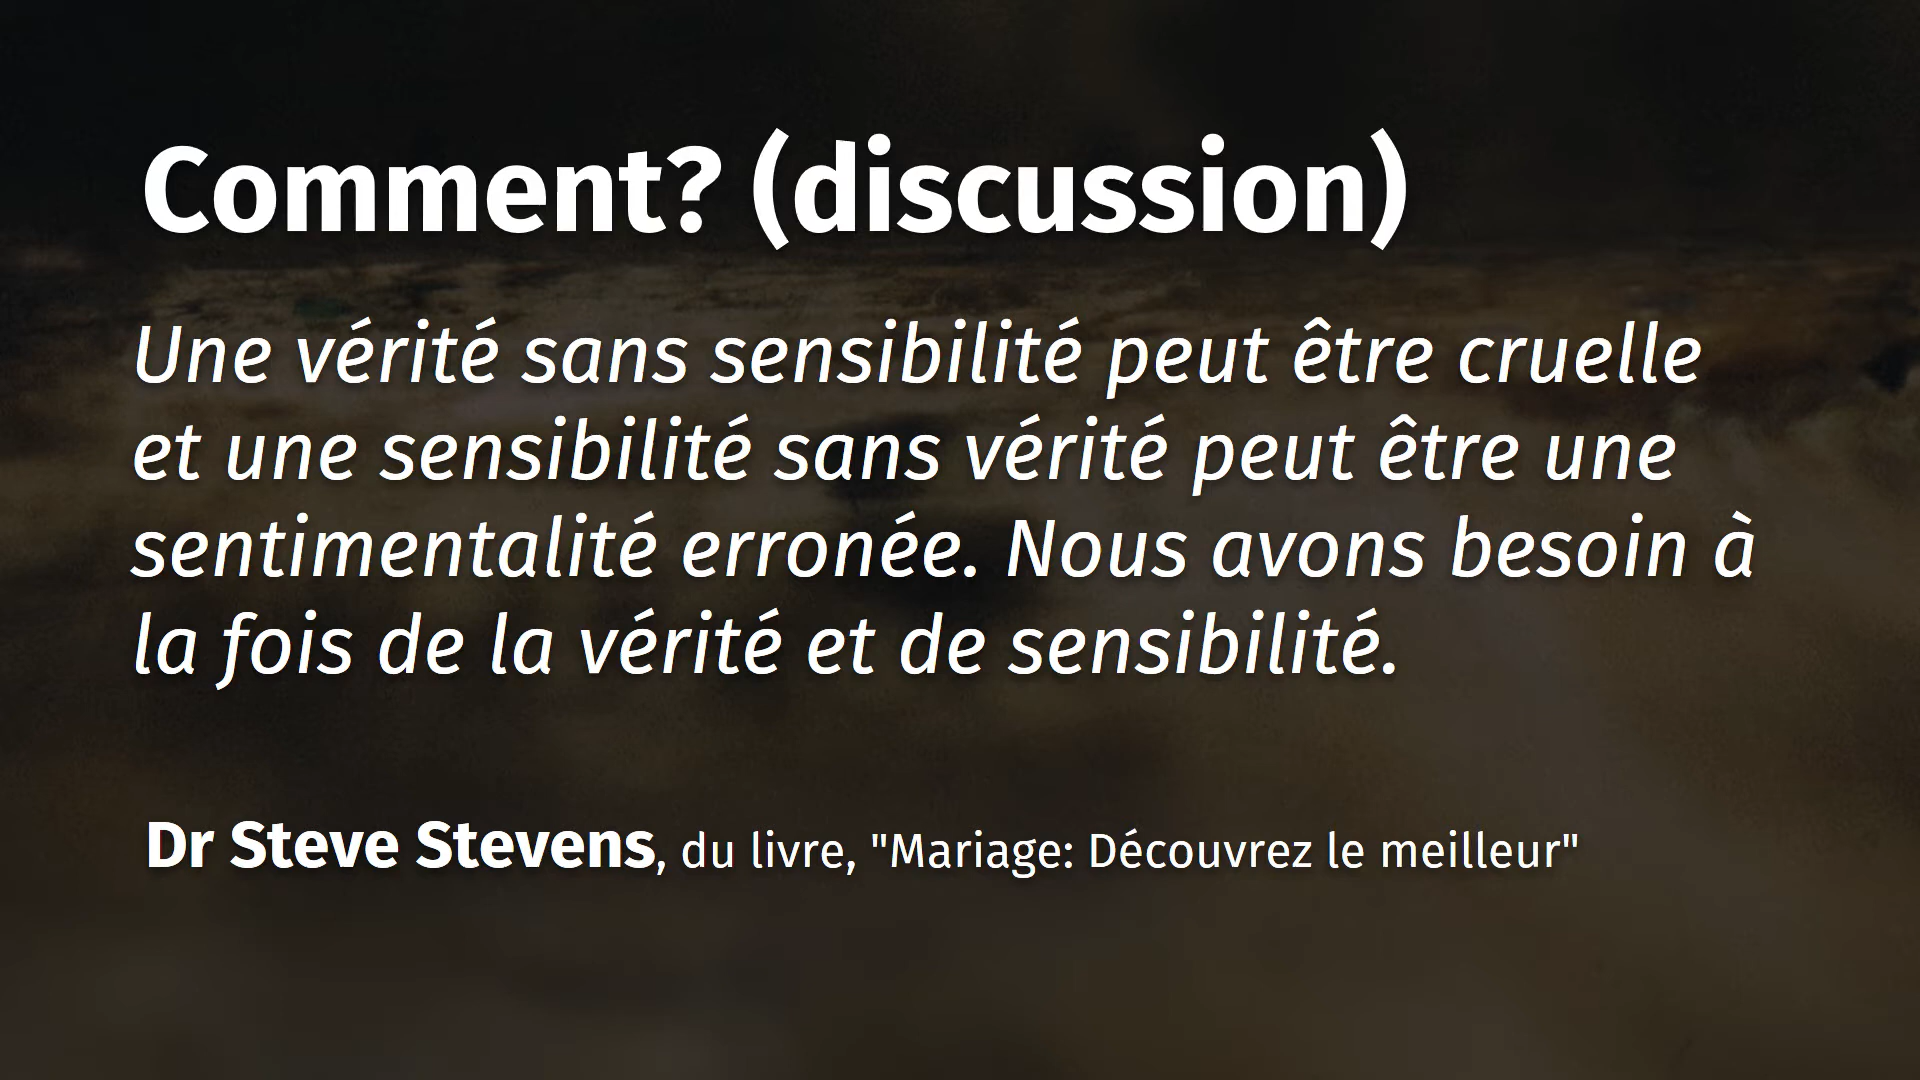 Comment? (discussion)
Une vérité sans sensibilité peut être cruelle
et une sensibilité sans vérité peut être une
sentimentalité erronée. Nous avons besoin à
la fois de la vérité et de sensibilité.
Dr Steve Stevens, du livre, "Mariage: Découvrez le meilleur"